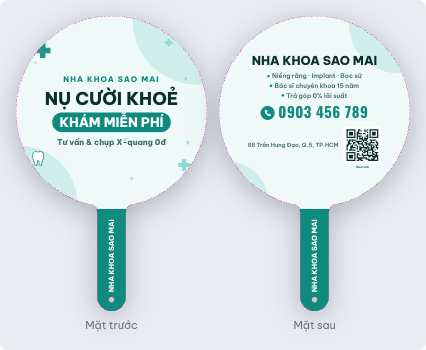 NHA KHOA SAO MAI
NỤ CƯỜI KHOẺ
KHÁM MIỄN PHÍ
Tư vấn & chụp X-quang 0đ
NHA KHOA SAO MAI
Mặt trước
NHA KHOA SAO MAI
• Niềng răng · Implant · Bọc sứ
• Bác sĩ chuyên khoa 15 năm
• Trả góp 0% lãi suất
0903 456 789
88 Trần Hưng Đạo, Q.5, TP.HCM
NHA KHOA SAO MAI
Mặt sau